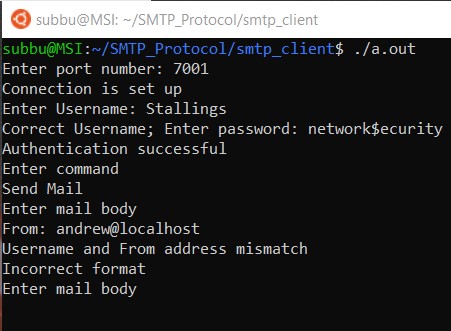 subbu@MSI: ~/SMTP_Protocol/smtp_client
subbu@MSI:~/SMTP_Protocol/smtp_client$ ./a.out
Enter port number: 7001
Connection is set up
Enter Username: Stallings
Correct Username; Enter password: network$ecurity
Authentication successful
Enter command
Send Mail
Enter mail body
From: andrew@localhost
Username and From address mismatch
Incorrect format
Enter mail body